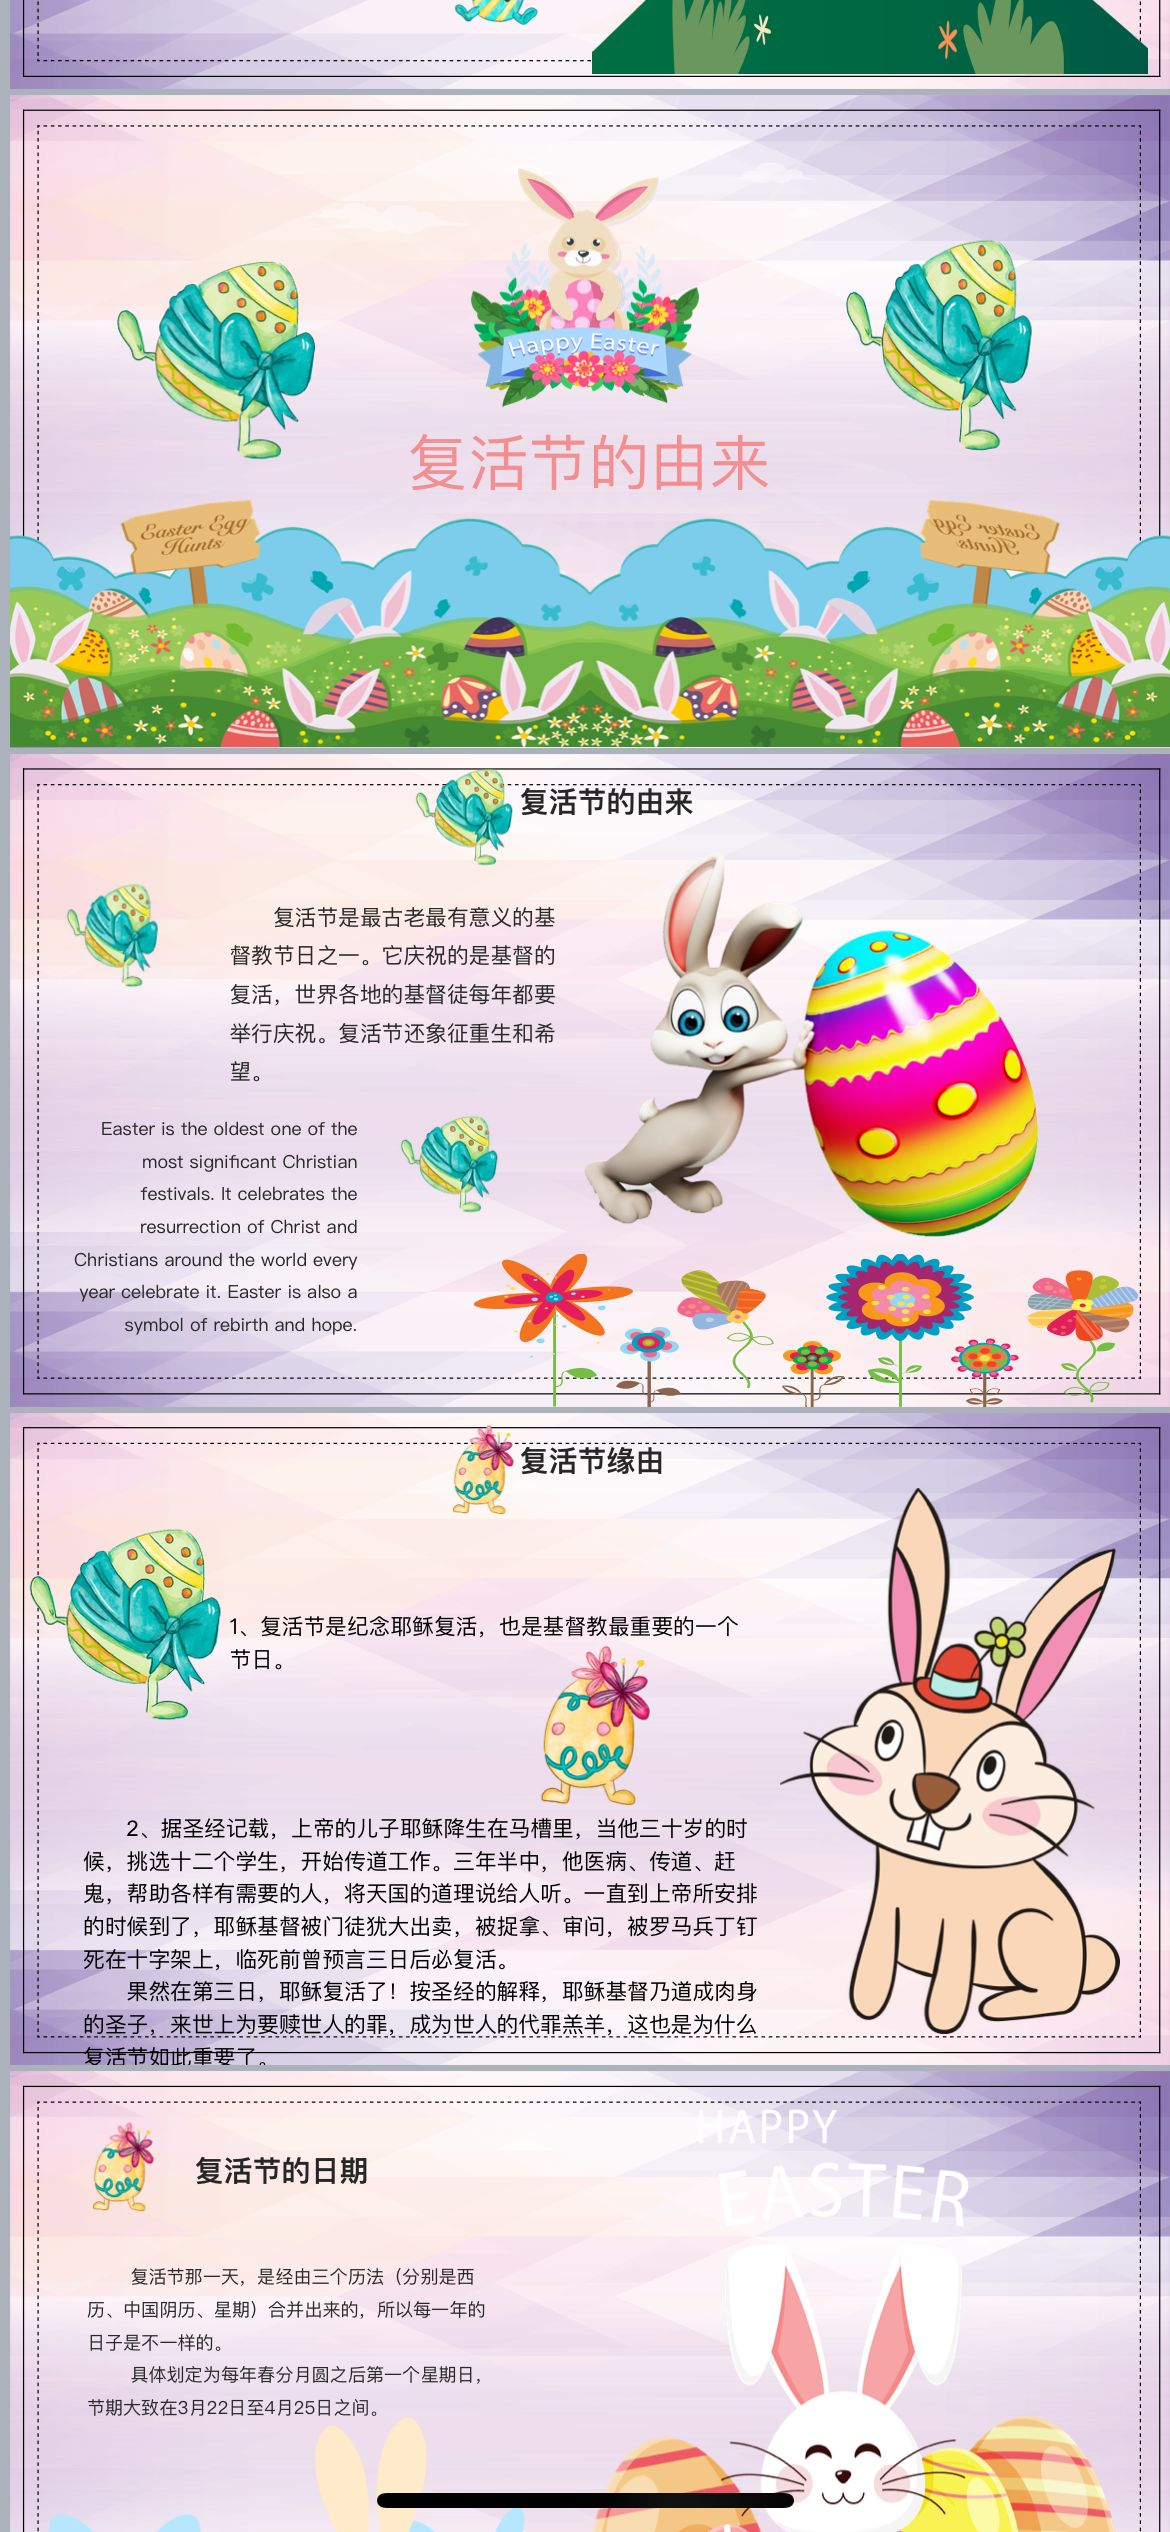 Happy Easter
复活节的由来
Easter Egg
Hunts
Easter Egg
Hunts
复活节的由来
复活节是最古老最有意义的基
督教节日之一。它庆祝的是基督的
复活，世界各地的基督徒每年都要
举行庆祝。复活节还象征重生和希
望。
Easter is the oldest one of the
most significant Christian
festivals. It celebrates the
resurrection of Christ and
Christians around the world every
year celebrate it. Easter is also a
symbol of rebirth and hope.
复活节缘由
1、复活节是纪念耶稣复活，也是基督教最重要的一个
节日。
2、据圣经记载，上帝的儿子耶稣降生在马槽里，当他三十岁的时
候，挑选十二个学生，开始传道工作。三年半中，他医病、传道、赶
鬼，帮助各样有需要的人，将天国的道理说给人听。一直到上帝所安排
的时候到了，耶稣基督被门徒犹大出卖，被捉拿、审问，被罗马兵丁钉
死在十字架上，临死前曾预言三日后必复活。
果然在第三日，耶稣复活了！按圣经的解释，耶稣基督乃道成肉身
的圣子，来世上为要赎世人的罪，成为世人的代罪羔羊，这也是为什么
复活节如此重要了。
HAPPY
EASTER
复活节的日期
复活节那一天，是经由三个历法（分别是西
历、中国阴历、星期）合并出来的，所以每一年的
日子是不一样的。
具体划定为每年春分月圆之后第一个星期日，
节期大致在3月22日至4月25日之间。